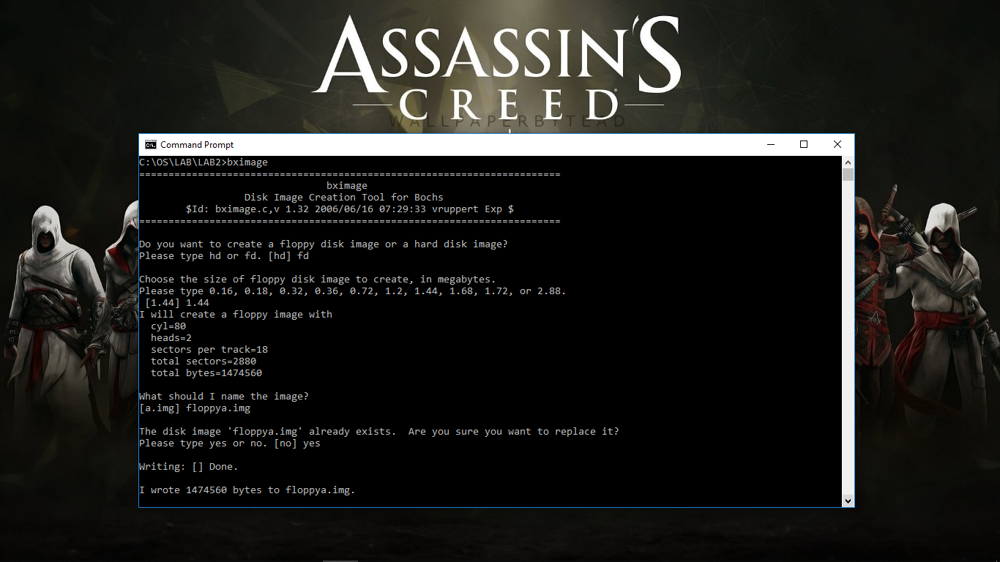 ASSASSIN'S
CREED
WALLPAPERBYTEAD
Command Prompt
C:\OS\LAB\LAB2>bximage
========================================================================
bximage
Disk Image Creation Tool for Bochs
$Id: bximage.c,v 1.32 2006/06/16 07:29:33 vruppert Exp $
========================================================================
Do you want to create a floppy disk image or a hard disk image?
Please type hd or fd. [hd] fd
Choose the size of floppy disk image to create, in megabytes.
Please type 0.16, 0.18, 0.32, 0.36, 0.72, 1.2, 1.44, 1.68, 1.72, or 2.88.
[1.44] 1.44
I will create a floppy image with
cyl=80
heads=2
sectors per track=18
total sectors=2880
total bytes=1474560
What should I name the image?
[a.img] floppya.img
The disk image 'floppya.img' already exists.  Are you sure you want to replace it?
Please type yes or no. [no] yes
Writing: [] Done.
I wrote 1474560 bytes to floppya.img.